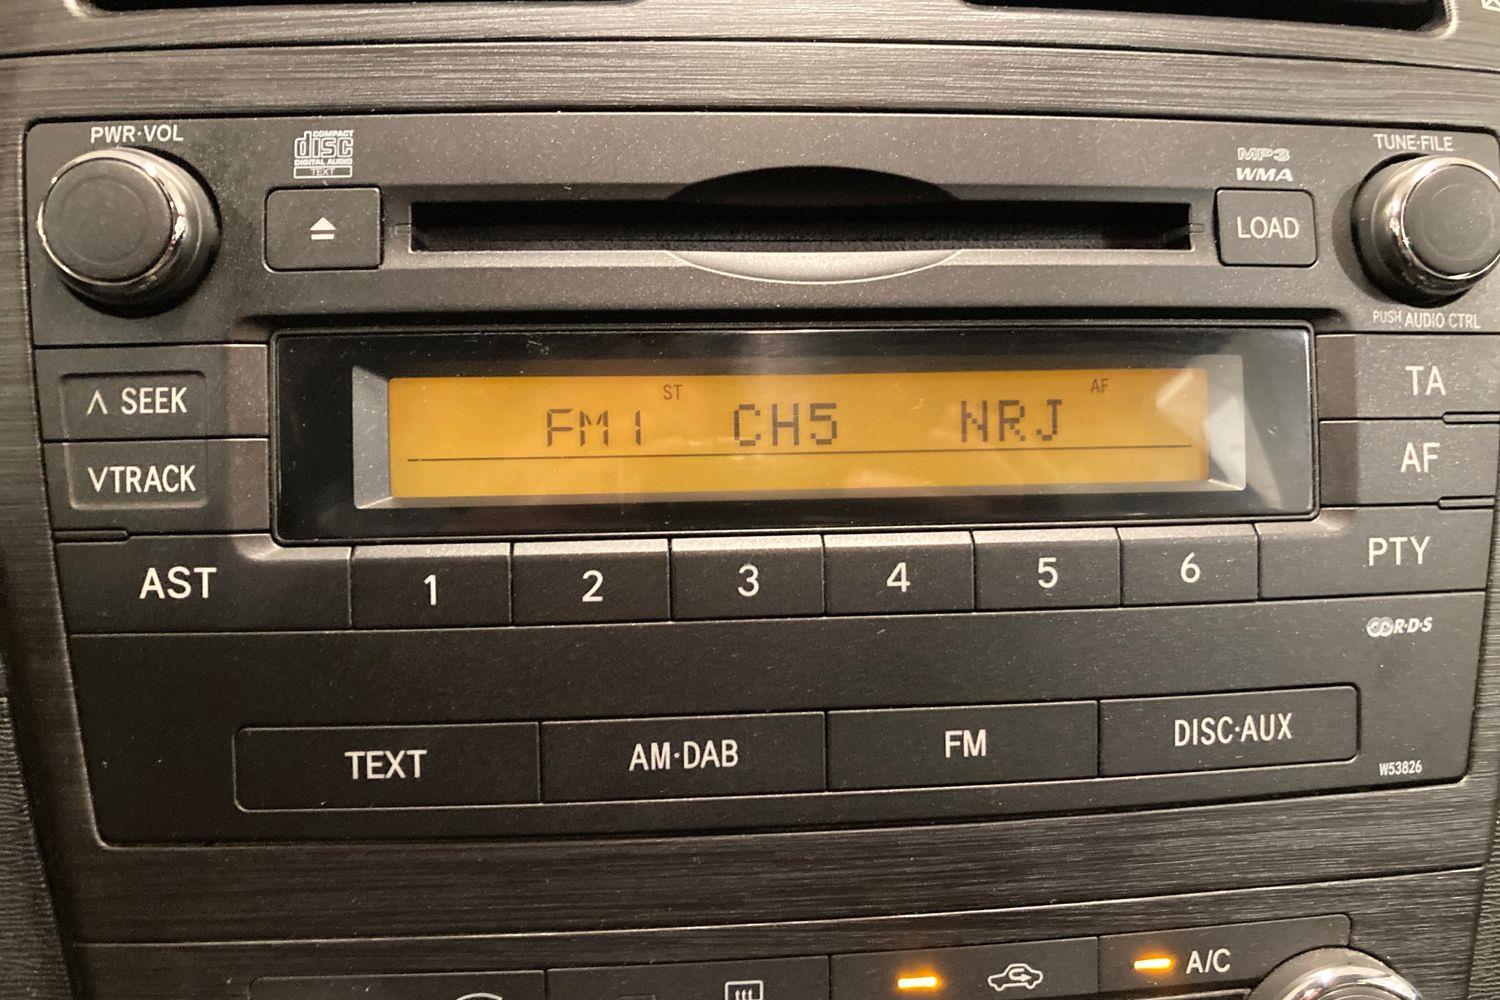 PWR·VOL
COMPACT
disc
DIGITAL AUDIO
TEXT
MP3
WMA
TUNE·FILE
LOAD
PUSH AUDIO CTRL
∧ SEEK
∨ TRACK
ST
AF
FM1 CH5 NRJ
TA
AF
AST
1
2
3
4
5
6
PTY
R·D·S
TEXT
AM·DAB
FM
DISC·AUX
W53826
A/C